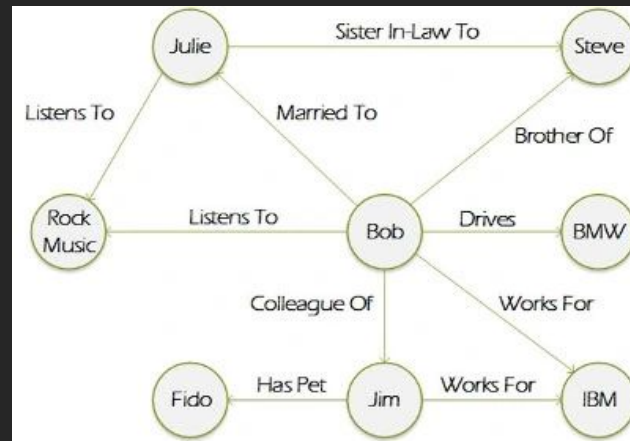 Julie
Sister In-Law To
Steve
Listens To
Married To
Brother Of
Rock
Music
Listens To
Bob
Drives
BMW
Colleague Of
Works For
Fido
Has Pet
Jim
Works For
IBM